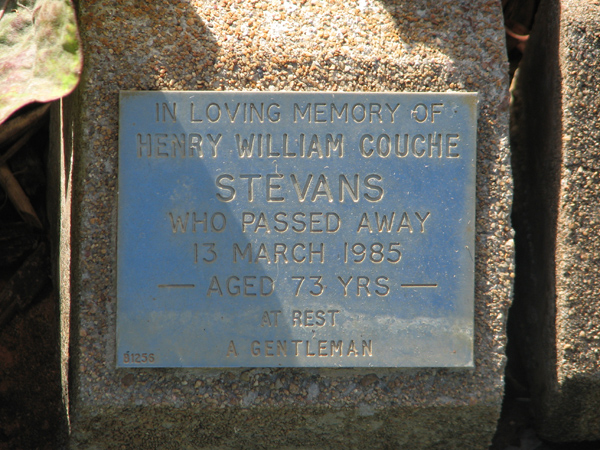 IN LOVING MEMORY OF
HENRY WILLIAM COUCHE
STEVANS
WHO PASSED AWAY
13 MARCH 1985
— AGED 73 YRS —
AT REST
A GENTLEMAN